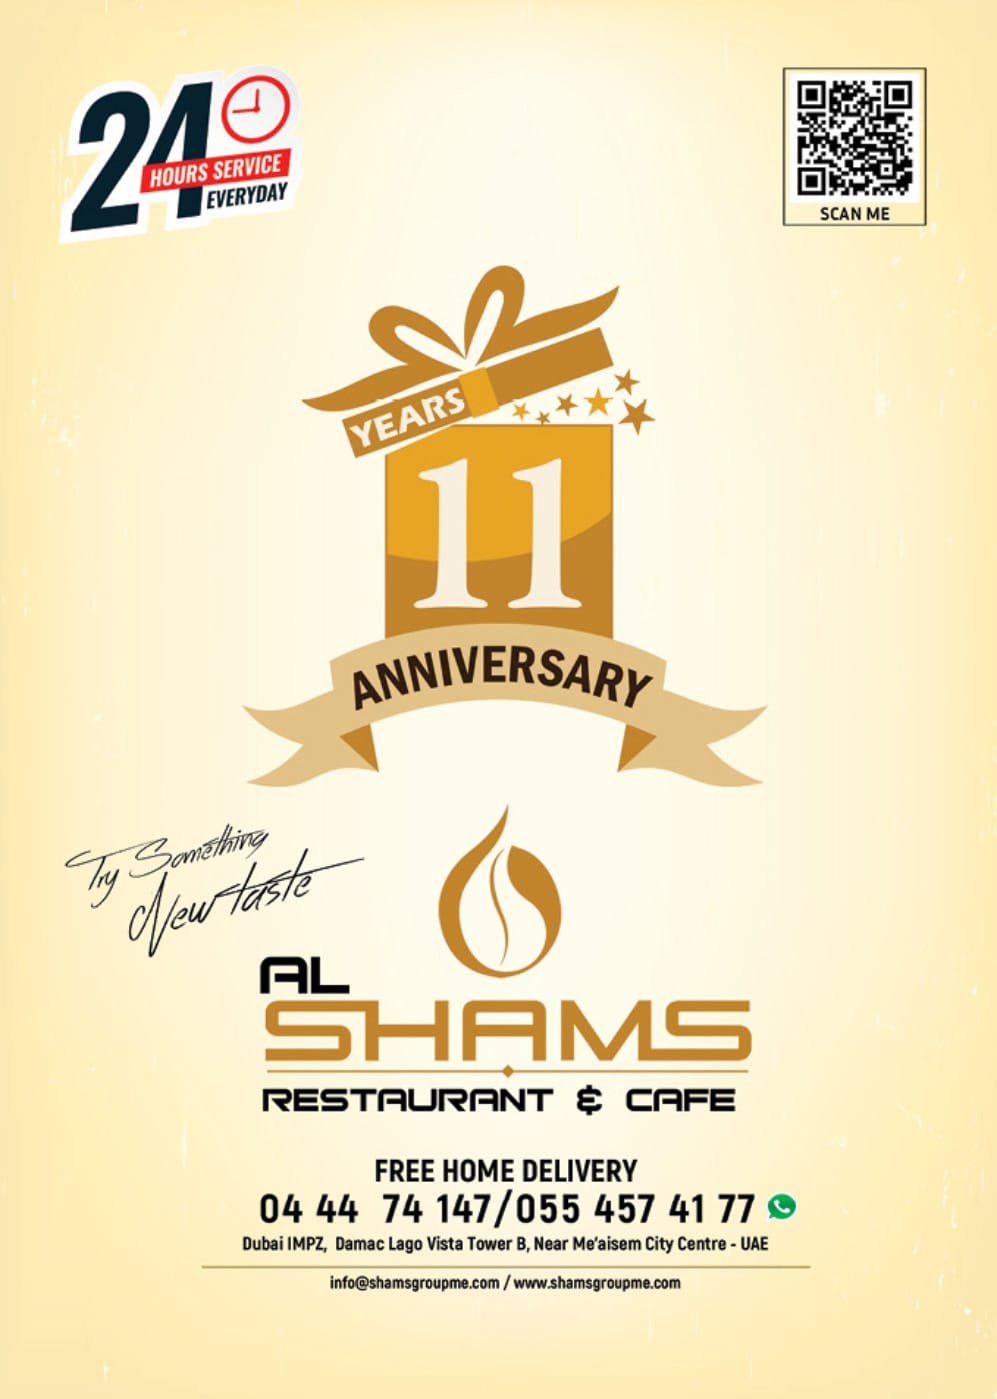 24
HOURS SERVICE
EVERYDAY
SCAN ME
YEARS
11
ANNIVERSARY
Try Something
New taste
AL
SHAMS
RESTAURANT & CAFE
FREE HOME DELIVERY
04 44 74 147/055 457 41 77
Dubai IMPZ, Damac Lago Vista Tower B, Near Me'aisem City Centre - UAE
info@shamsgroupme.com / www.shamsgroupme.com